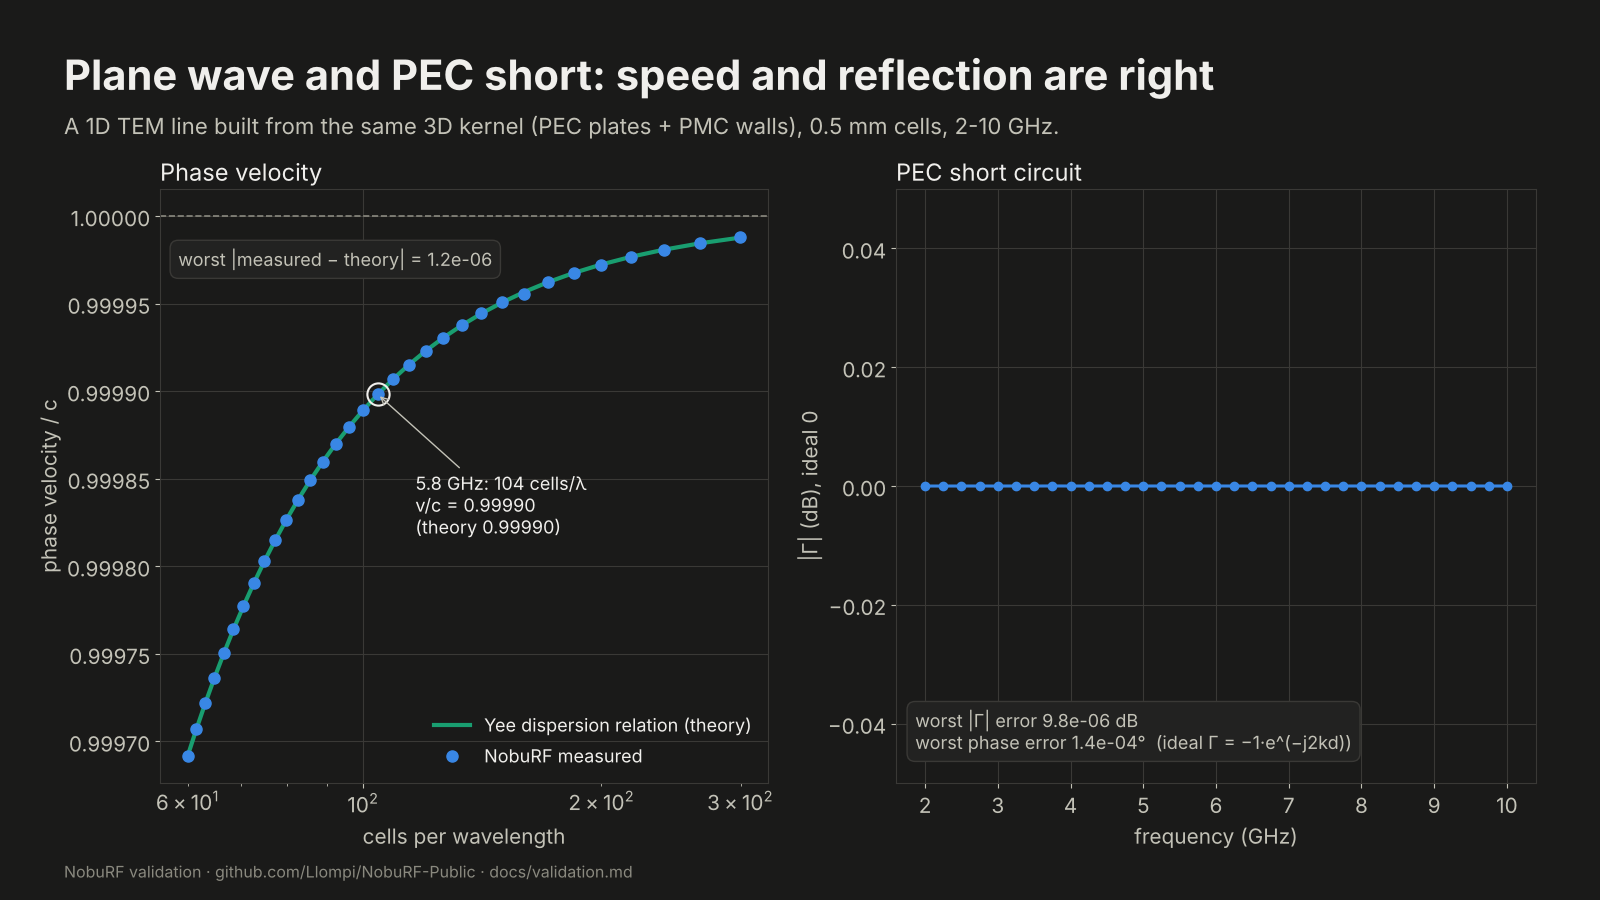 Plane wave and PEC short: speed and reflection are right
A 1D TEM line built from the same 3D kernel (PEC plates + PMC walls), 0.5 mm cells, 2-10 GHz.
Phase velocity
phase velocity / c
1.00000
0.99995
0.99990
0.99985
0.99980
0.99975
0.99970
worst |measured − theory| = 1.2e-06
5.8 GHz: 104 cells/λ
v/c = 0.99990
(theory 0.99990)
Yee dispersion relation (theory)
NobuRF measured
6 × 10¹
10²
2 × 10²
3 × 10²
cells per wavelength
PEC short circuit
|Γ| (dB), ideal 0
0.04
0.02
0.00
−0.02
−0.04
worst |Γ| error 9.8e-06 dB
worst phase error 1.4e-04° (ideal Γ = −1·e^(−j2kd))
2
3
4
5
6
7
8
9
10
frequency (GHz)
NobuRF validation · github.com/Llompi/NobuRF-Public · docs/validation.md